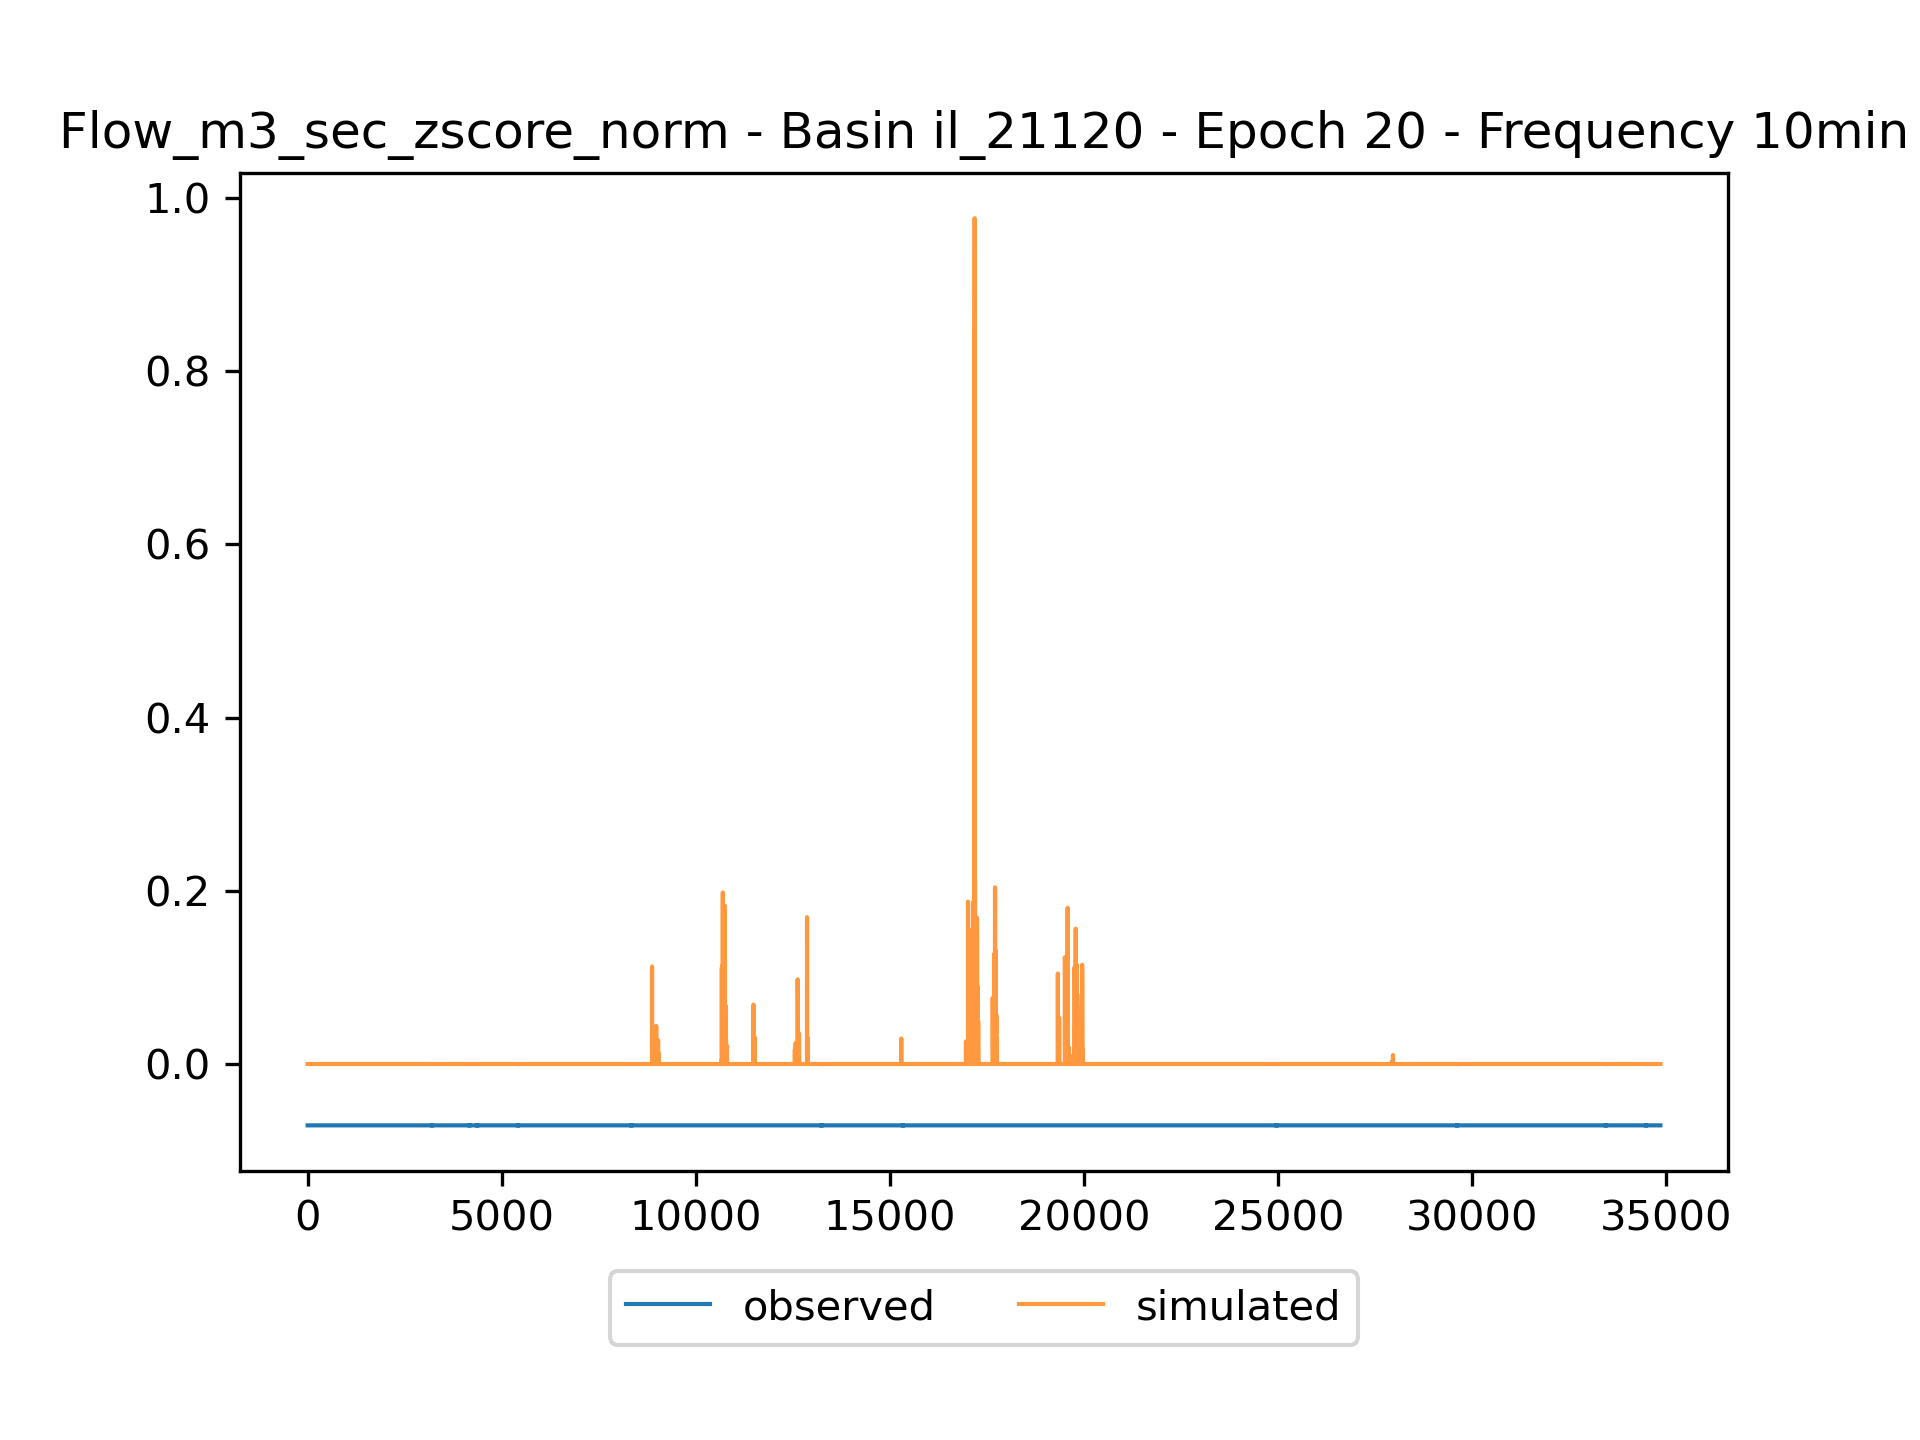 Flow_m3_sec_zscore_norm - Basin il_21120 - Epoch 20 - Frequency 10min
1.0
0.8
0.6
0.4
0.2
0.0
0 5000 10000 15000 20000 25000 30000 35000
observed simulated